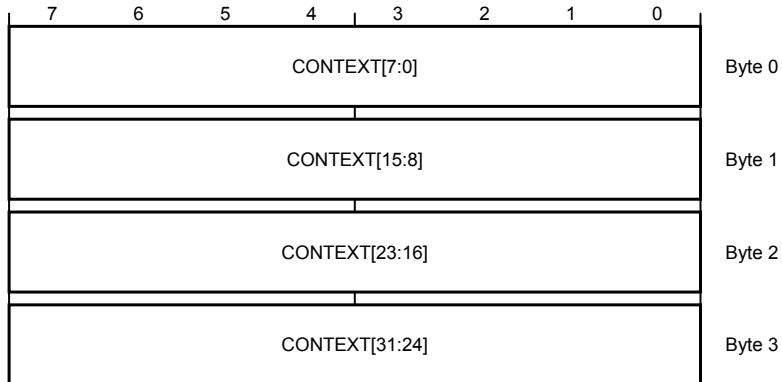 7 6 5 4 3 2 1 0
CONTEXT[7:0] Byte 0
CONTEXT[15:8] Byte 1
CONTEXT[23:16] Byte 2
CONTEXT[31:24] Byte 3